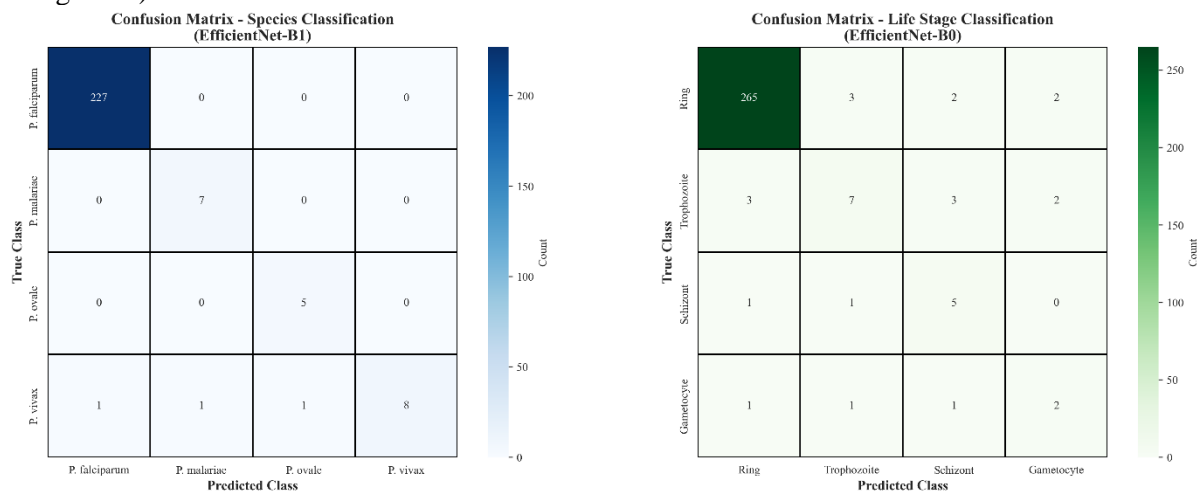 Confusion Matrix - Species Classification
(EfficientNet-B1)
P. falciparum
227
0
0
0
P. malariae
0
7
0
0
P. ovale
0
0
5
0
P. vivax
1
1
1
8
P. falciparum
P. malariae
P. ovale
P. vivax
Predicted Class
True Class
200
150
100
50
0
Count
Confusion Matrix - Life Stage Classification
(EfficientNet-B0)
Ring
265
3
2
2
Trophozoite
3
7
3
2
Schizont
1
1
5
0
Gametocyte
1
1
1
2
Ring
Trophozoite
Schizont
Gametocyte
Predicted Class
True Class
250
200
150
100
50
0
Count